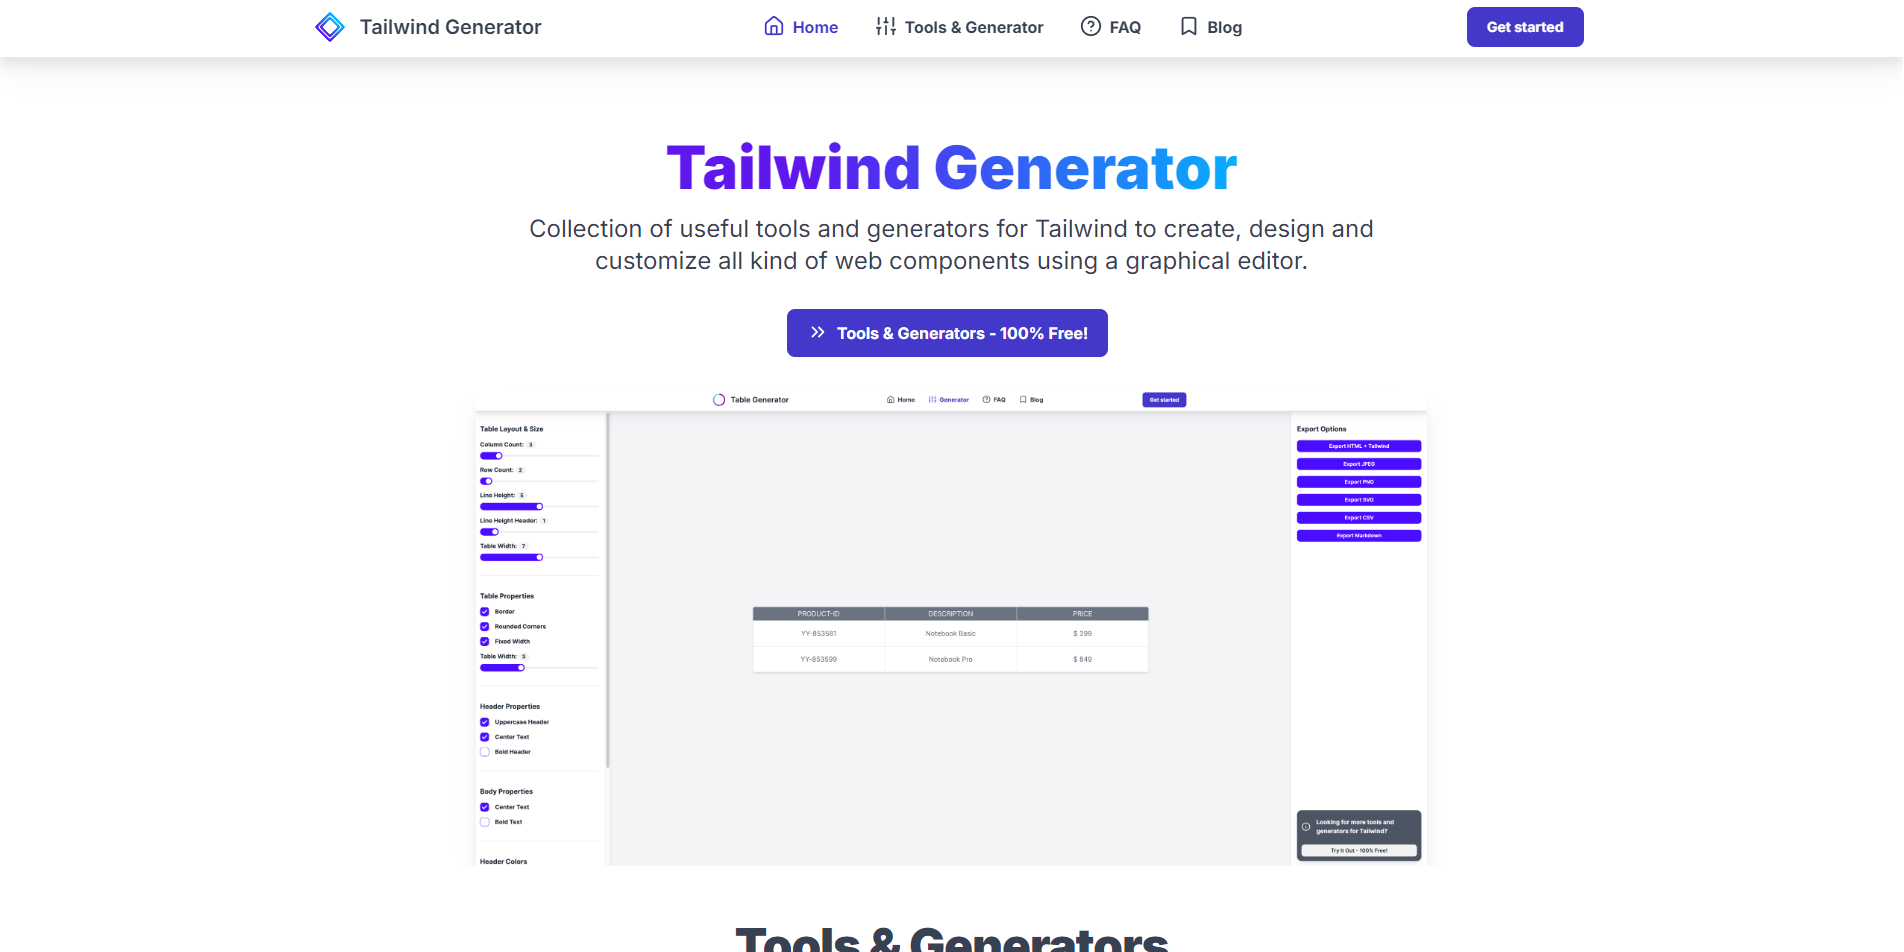 Tailwind Generator
Home
Tools & Generator
FAQ
Blog
Get started
Tailwind Generator
Collection of useful tools and generators for Tailwind to create, design and
customize all kind of web components using a graphical editor.
Tools & Generators - 100% Free!
Table Generator
Home
Generator
FAQ
Blog
Get started
Table Layout & Size
Column Count: 3
Row Count: 2
Line Height: 5
Line Height Header: 1
Table Width: 7
Table Properties
Border
Rounded Corners
Fixed Width
Table Width: 3
Header Properties
Uppercase Header
Center Text
Bold Header
Body Properties
Center Text
Bold Text
Header Colors
PRODUCT-ID DESCRIPTION PRICE
YY-853581 Notebook Basic $ 299
YY-853599 Notebook Pro $ 849
Export Options
Export HTML + Tailwind
Export JPEG
Export PNG
Export SVG
Export CSV
Export Markdown
Looking for more tools and
generators for Tailwind?
Try It Out - 100% Free!
Tools & Generators